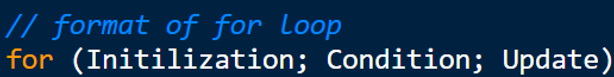 // format of for loop
for (Initilization; Condition; Update)